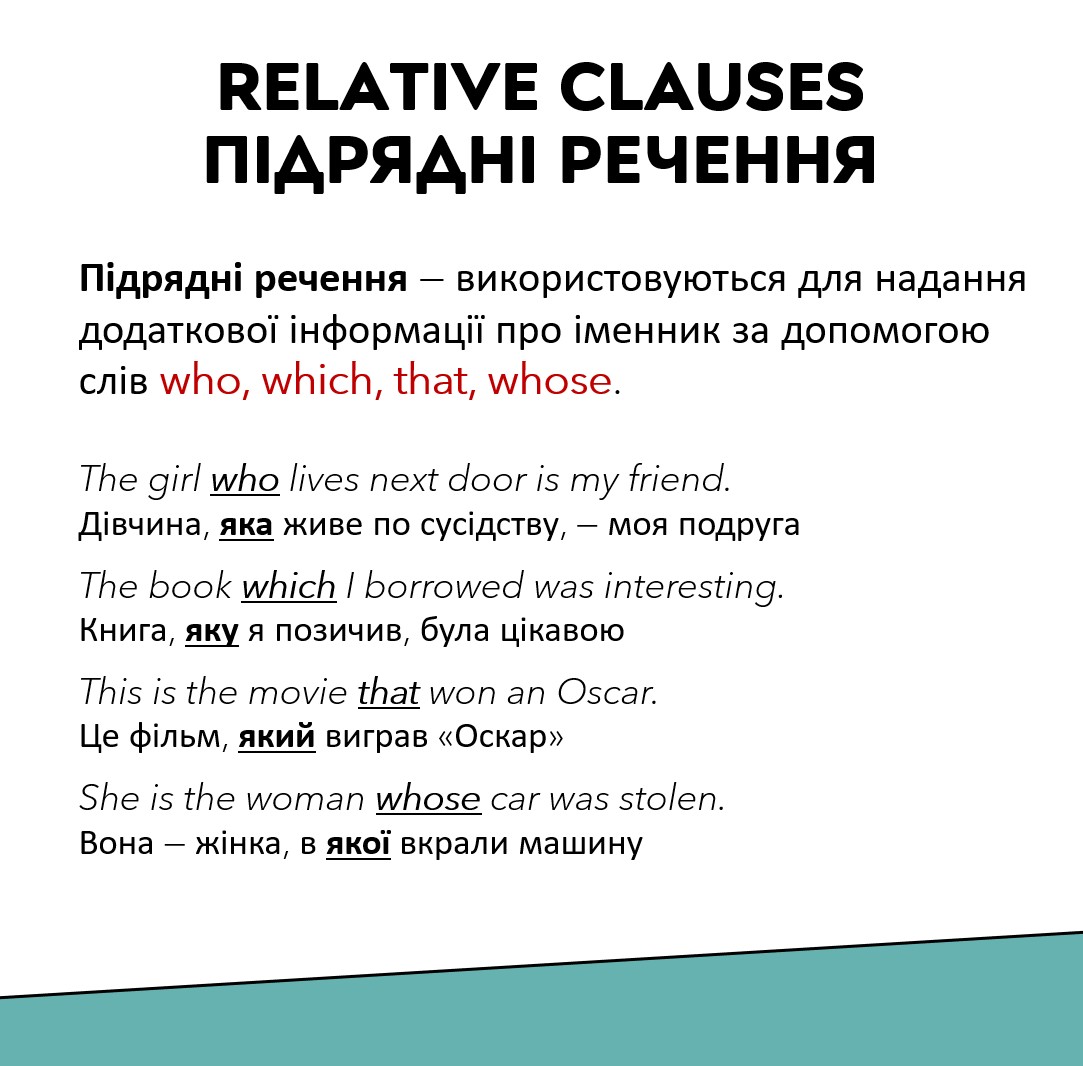 RELATIVE CLAUSES
ПІДРЯДНІ РЕЧЕННЯ
Підрядні речення – використовуються для надання
додаткової інформації про іменник за допомогою
слів who, which, that, whose.
The girl who lives next door is my friend.
Дівчина, яка живе по сусідству, – моя подруга
The book which I borrowed was interesting.
Книга, яку я позичив, була цікавою
This is the movie that won an Oscar.
Це фільм, який виграв «Оскар»
She is the woman whose car was stolen.
Вона – жінка, в якої вкрали машину